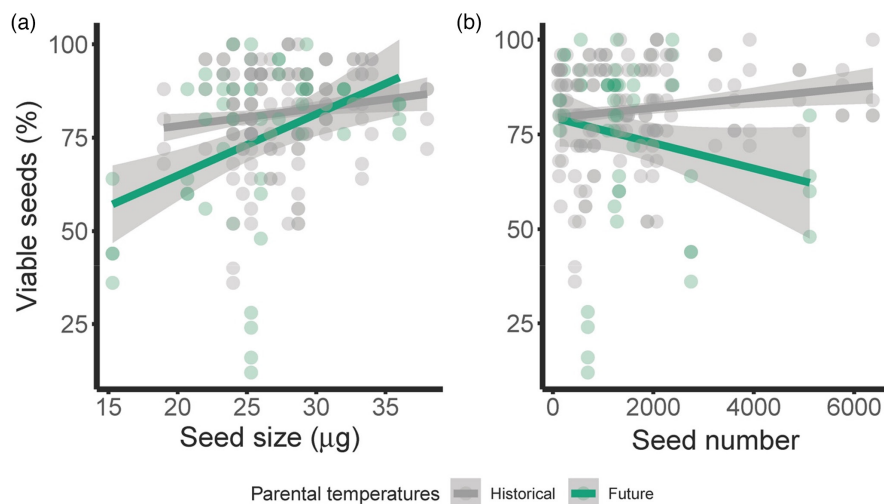 (a)
(b)
Viable seeds (%)
100
75
50
25
15 20 25 30 35
Seed size (μg)
100
75
50
25
0 2000 4000 6000
Seed number
Parental temperatures Historical Future